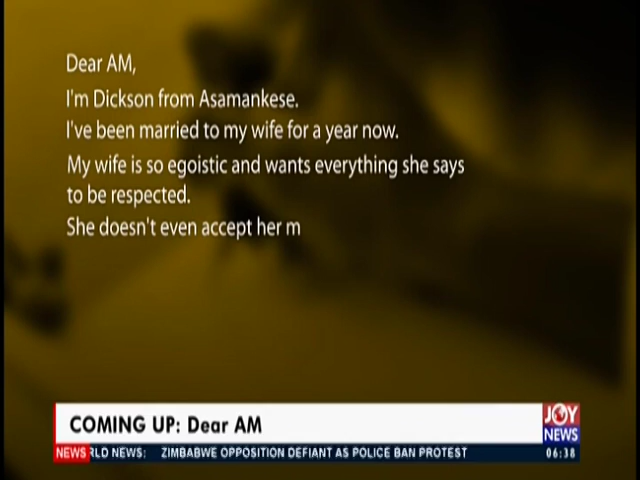 Dear AM,
I'm Dickson from Asamankese.
I've been married to my wife for a year now.
My wife is so egoistic and wants everything she says
to be respected.
She doesn't even accept her m
COMING UP: Dear AM
JOY
NEWS
NEWS RLD NEWS: ZIMBABWE OPPOSITION DEFIANT AS POLICE BAN PROTEST 06:38